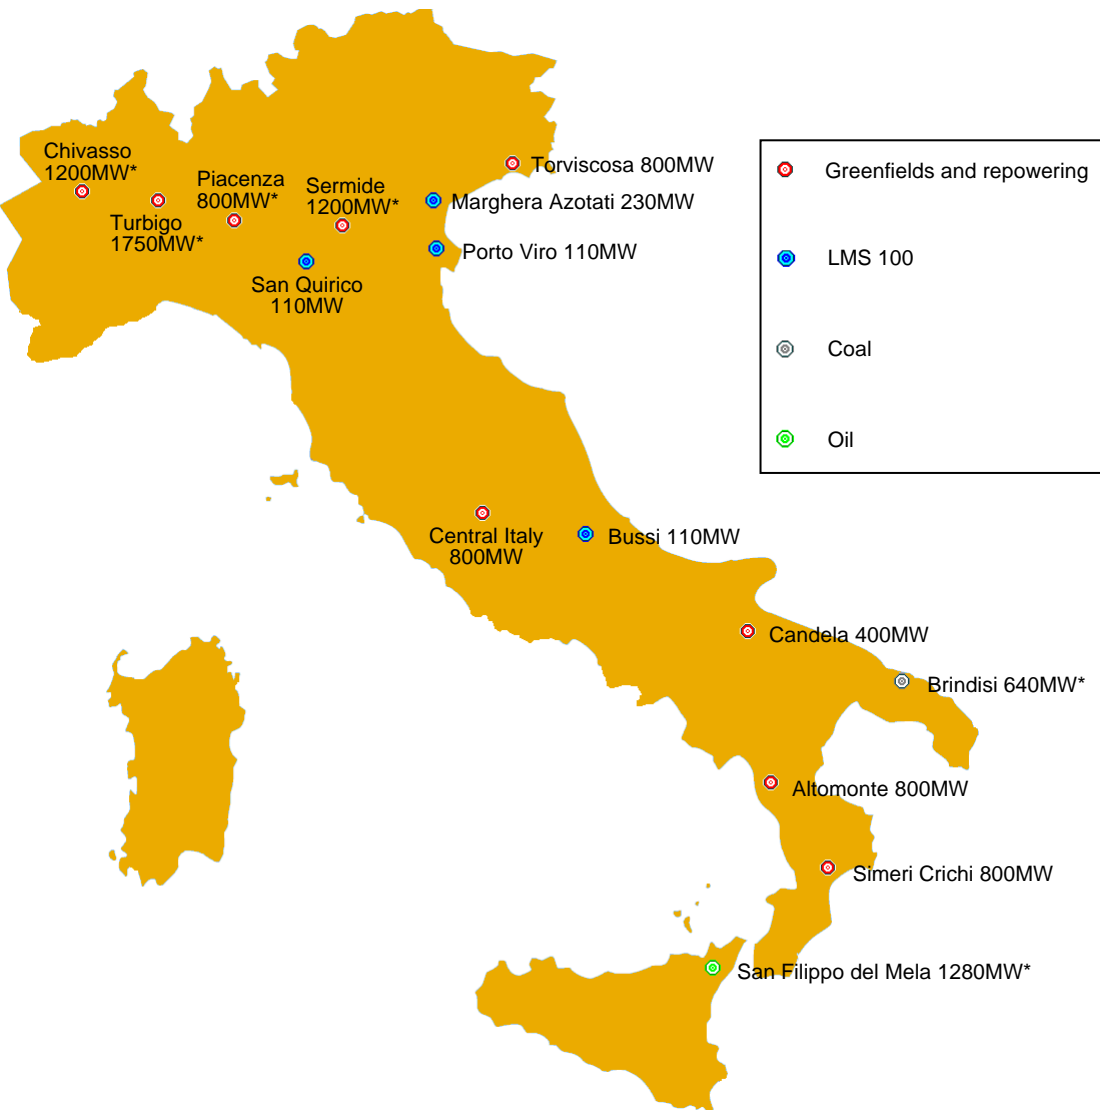 Chivasso
1200MW*
Turbigo
1750MW*
Piacenza
800MW*
Sermide
1200MW*
San Quirico
110MW
Torviscosa 800MW
Marghera Azotati 230MW
Porto Viro 110MW
Greenfields and repowering
LMS 100
Coal
Oil
Central Italy
800MW
Bussi 110MW
Candela 400MW
Brindisi 640MW*
Altomonte 800MW
Simeri Crichi 800MW
San Filippo del Mela 1280MW*